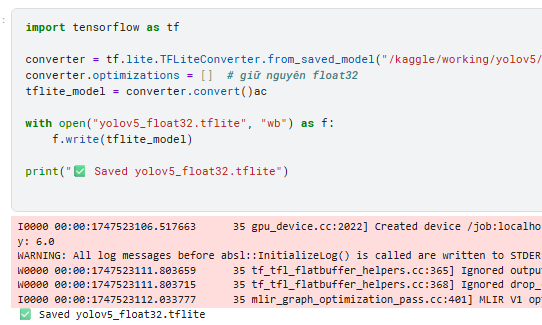 import tensorflow as tf
converter = tf.lite.TFLiteConverter.from_saved_model("/kaggle/working/yolov5/
converter.optimizations = []  # giữ nguyên float32
tflite_model = converter.convert()ac
with open("yolov5_float32.tflite", "wb") as f:
    f.write(tflite_model)
print("✅ Saved yolov5_float32.tflite")
I0000 00:00:1747523106.517663      35 gpu_device.cc:2022] Created device /job:localho
y: 6.0
WARNING: All log messages before absl::InitializeLog() is called are written to STDER
W0000 00:00:1747523111.803659      35 tf_tfl_flatbuffer_helpers.cc:365] Ignored outpu
W0000 00:00:1747523111.803715      35 tf_tfl_flatbuffer_helpers.cc:368] Ignored drop_
I0000 00:00:1747523112.033777      35 mlir_graph_optimization_pass.cc:401] MLIR V1 op
✅ Saved yolov5_float32.tflite